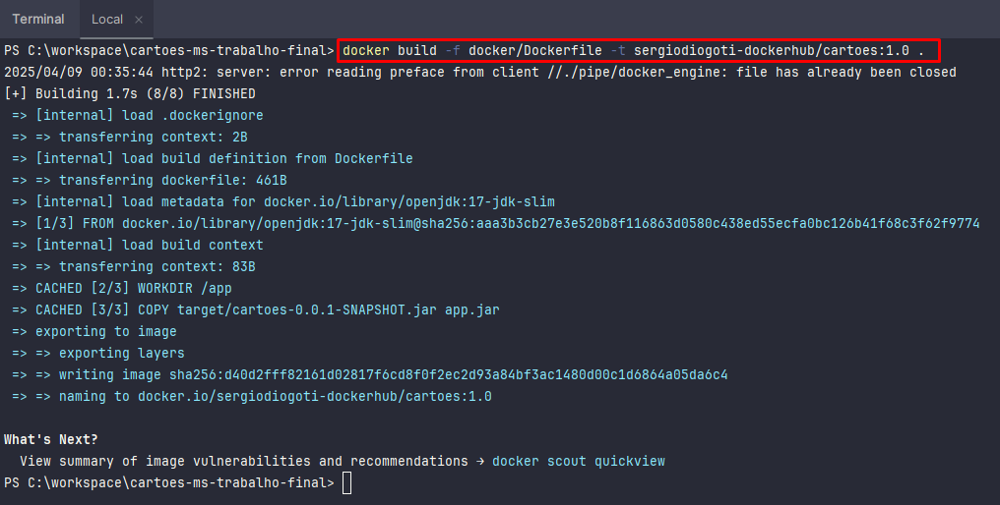 Terminal Local ×
PS C:\workspace\cartoes-ms-trabalho-final> docker build -f docker/Dockerfile -t sergiodiogoti-dockerhub/cartoes:1.0 .
2025/04/09 00:35:44 http2: server: error reading preface from client //./pipe/docker_engine: file has already been closed
[+] Building 1.7s (8/8) FINISHED
=> [internal] load .dockerignore
=> => transferring context: 2B
=> [internal] load build definition from Dockerfile
=> => transferring dockerfile: 461B
=> [internal] load metadata for docker.io/library/openjdk:17-jdk-slim
=> [1/3] FROM docker.io/library/openjdk:17-jdk-slim@sha256:aaa3b3cb27e3e520b8f116863d0580c438ed55ecfa0bc126b41f68c3f62f9774
=> [internal] load build context
=> => transferring context: 83B
=> CACHED [2/3] WORKDIR /app
=> CACHED [3/3] COPY target/cartoes-0.0.1-SNAPSHOT.jar app.jar
=> exporting to image
=> => exporting layers
=> => writing image sha256:d40d2fff82161d02817f6cd8f0f2ec2d93a84bf3ac1480d00c1d6864a05da6c4
=> => naming to docker.io/sergiodiogoti-dockerhub/cartoes:1.0
What's Next?
View summary of image vulnerabilities and recommendations → docker scout quickview
PS C:\workspace\cartoes-ms-trabalho-final>